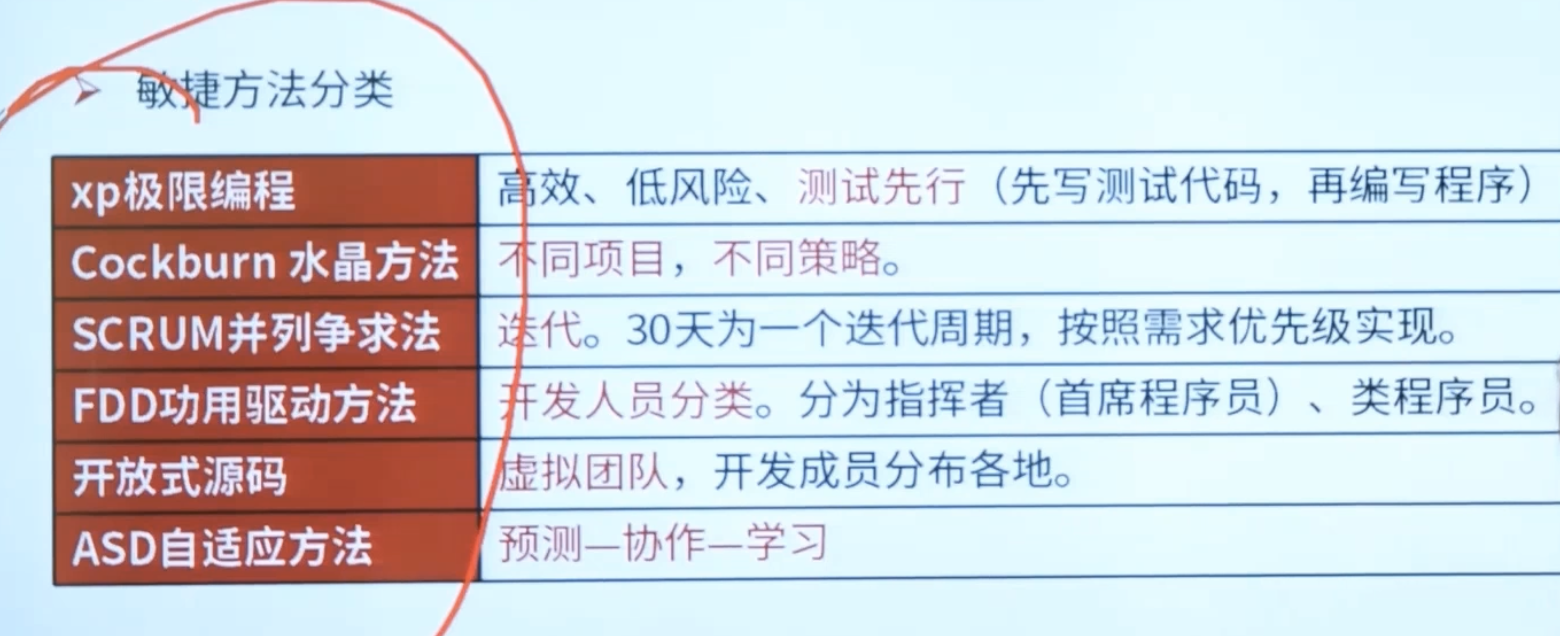 敏捷方法分类
xp极限编程 高效、低风险、测试先行（先写测试代码，再编写程序）
Cockburn 水晶方法 不同项目，不同策略。
SCRUM并列争求法 迭代。30天为一个迭代周期，按照需求优先级实现。
FDD功用驱动方法 开发人员分类。分为指挥者（首席程序员）、类程序员。
开放式源码 虚拟团队，开发成员分布各地。
ASD自适应方法 预测—协作—学习